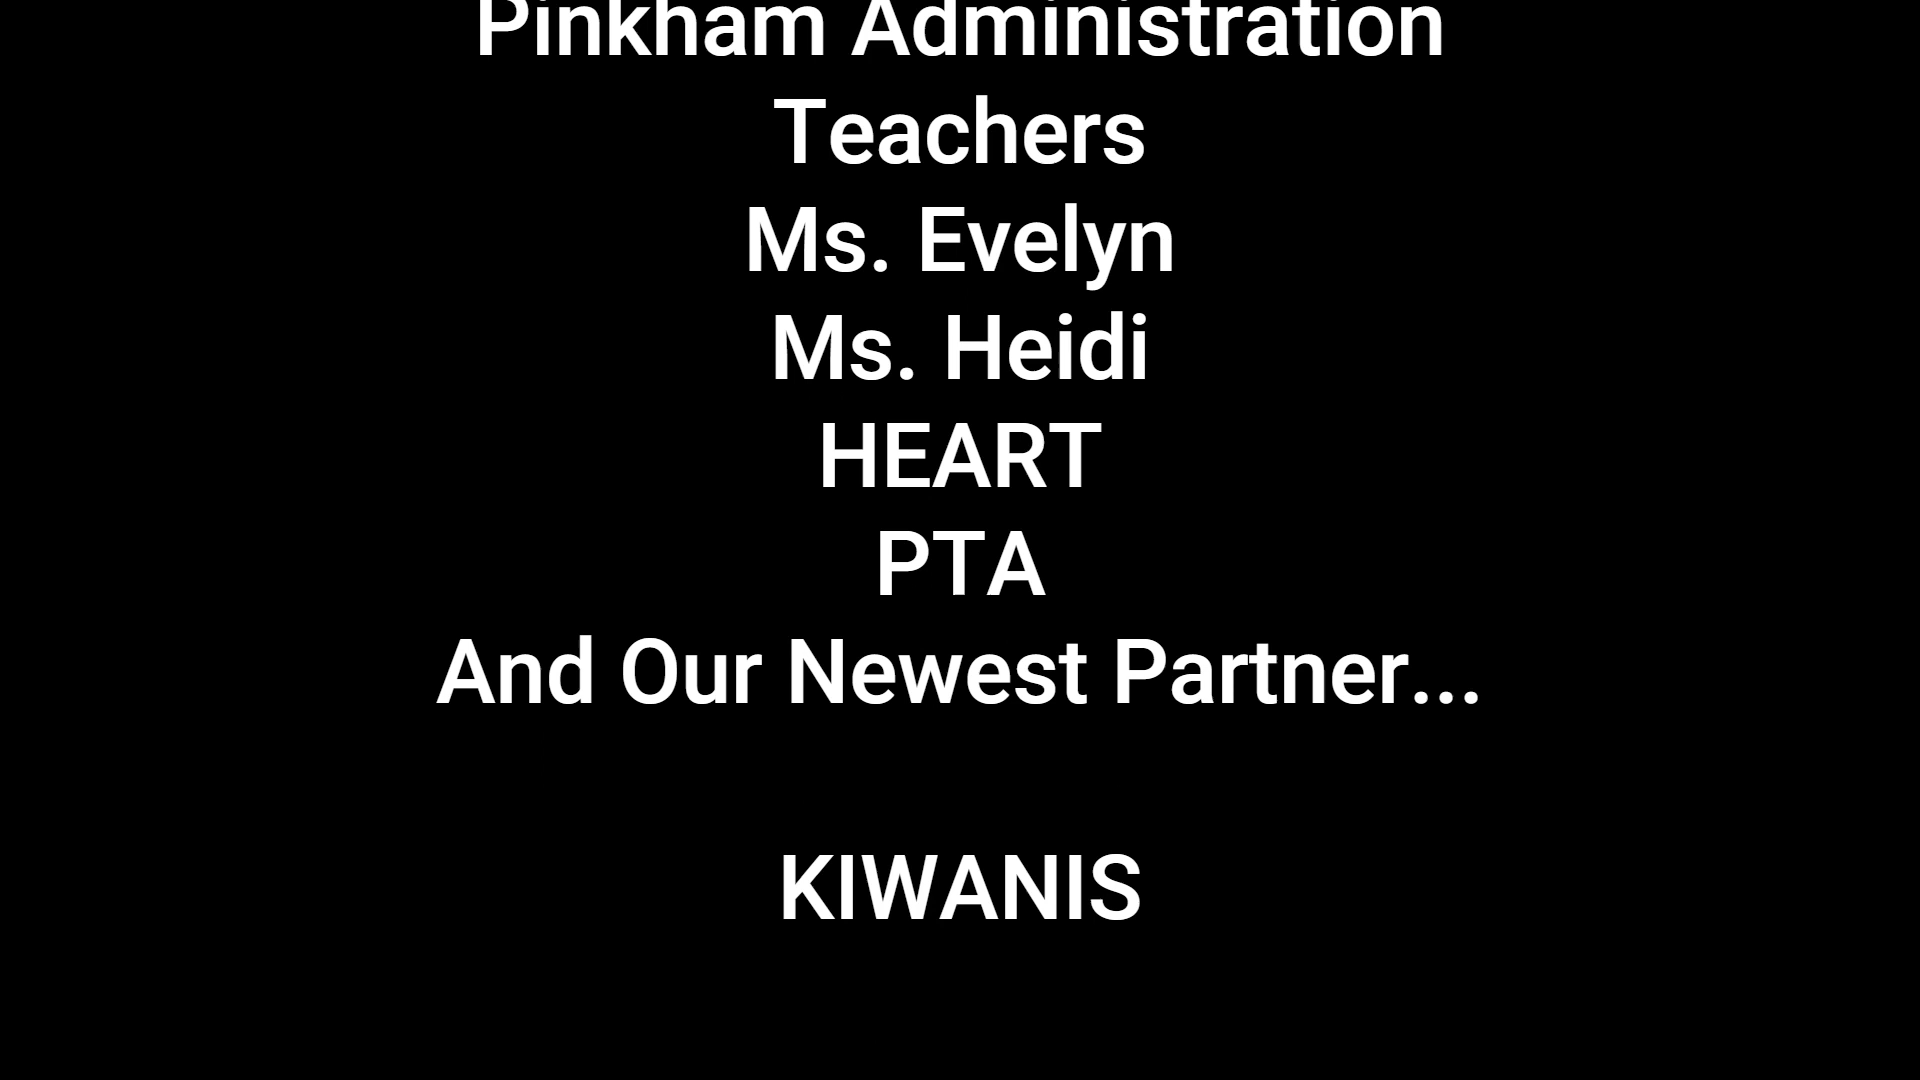 Pinkham Administration
Teachers
Ms. Evelyn
Ms. Heidi
HEART
PTA
And Our Newest Partner...
KIWANIS